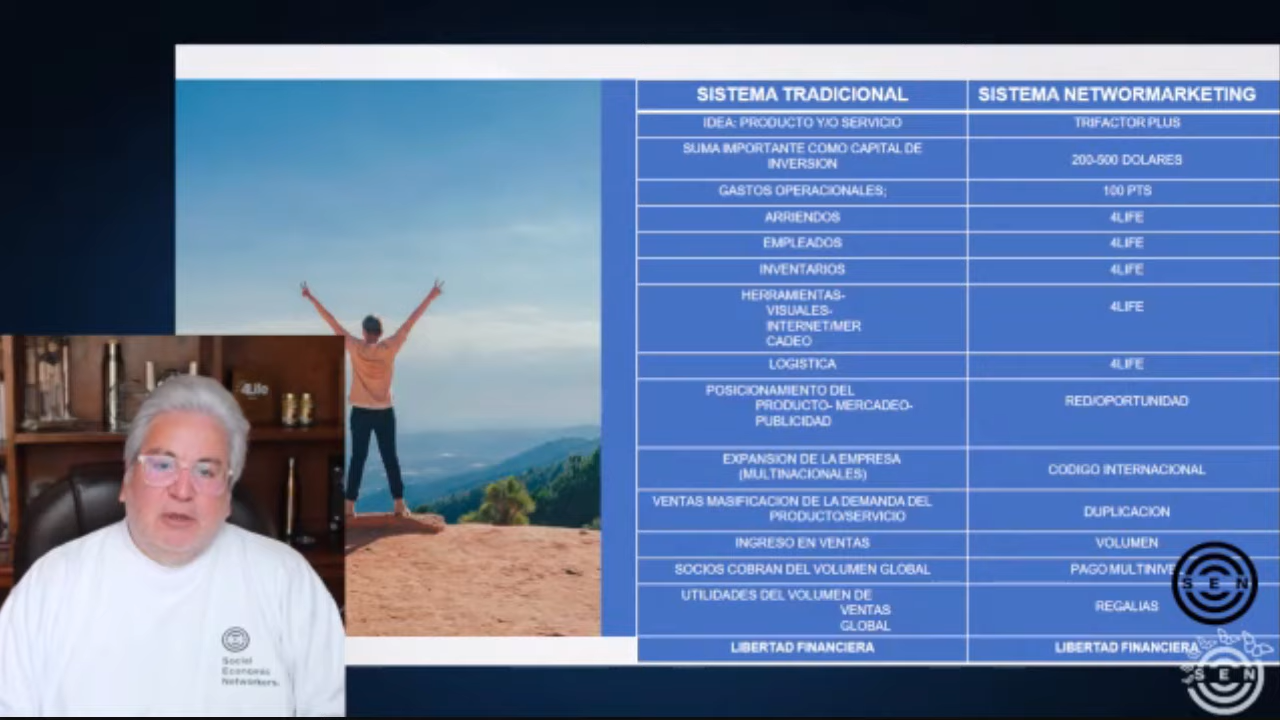 SISTEMA TRADICIONAL
SISTEMA NETWORMARKETING
IDEA: PRODUCTO Y/O SERVICIO
TRIFACTOR PLUS
SUMA IMPORTANTE COMO CAPITAL DE
INVERSION
200-500 DOLARES
GASTOS OPERACIONALES;
100 PTS
ARRIENDOS
4LIFE
EMPLEADOS
4LIFE
INVENTARIOS
4LIFE
HERRAMIENTAS-
VISUALES-
INTERNET/MER
CADEO
4LIFE
LOGISTICA
4LIFE
POSICIONAMIENTO DEL
PRODUCTO- MERCADEO-
PUBLICIDAD
RED/OPORTUNIDAD
EXPANSION DE LA EMPRESA
(MULTINACIONALES)
CODIGO INTERNACIONAL
VENTAS MASIFICACION DE LA DEMANDA DEL
PRODUCTO/SERVICIO
DUPLICACION
INGRESO EN VENTAS
VOLUMEN
SOCIOS COBRAN DEL VOLUMEN GLOBAL
PAGO MULTINIVE
UTILIDADES DEL VOLUMEN DE
VENTAS
GLOBAL
REGALIAS
LIBERTAD FINANCIERA
LIBERTAD FINANCIERA
4Life
Social
Economic
Networkers.
SEN
SEN